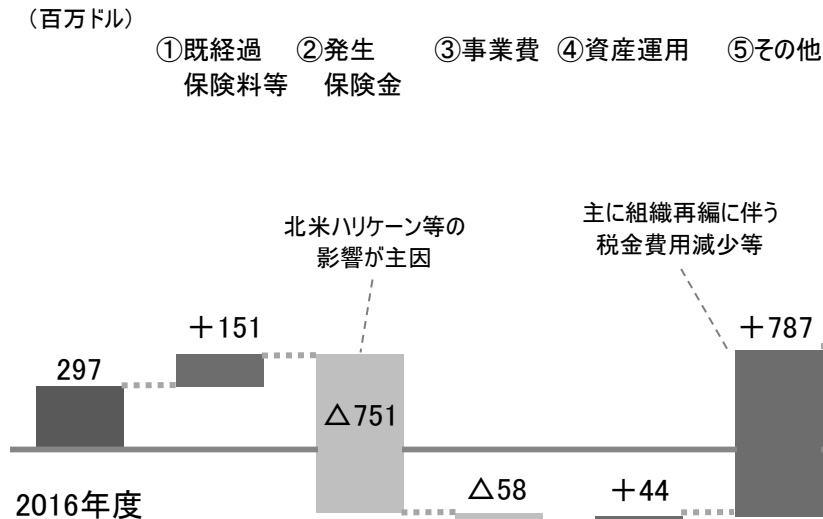 （百万ドル）
①既経過
保険料等
②発生
保険金
③事業費
④資産運用
⑤その他
北米ハリケーン等の
影響が主因
主に組織再編に伴う
税金費用減少等
297
＋151
△751
△58
＋44
＋787
2016年度